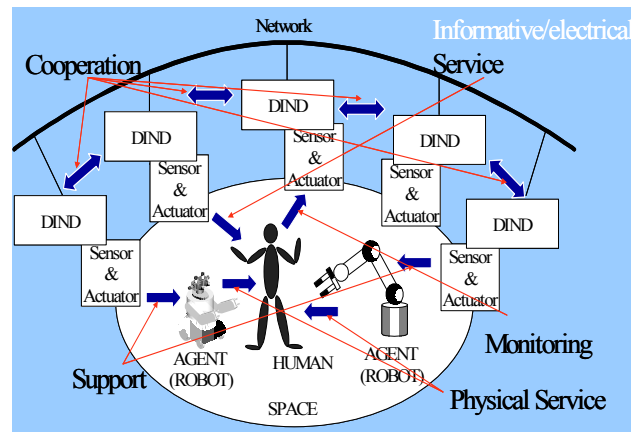 Network
Informative/electrical
Cooperation
Service
DIND
DIND
DIND
DIND
DIND
Sensor
&
Actuator
Sensor
&
Actuator
Sensor
&
Actuator
Sensor
&
Actuator
Sensor
&
Actuator
AGENT
(ROBOT)
HUMAN
AGENT
(ROBOT)
Monitoring
Support
Physical Service
SPACE